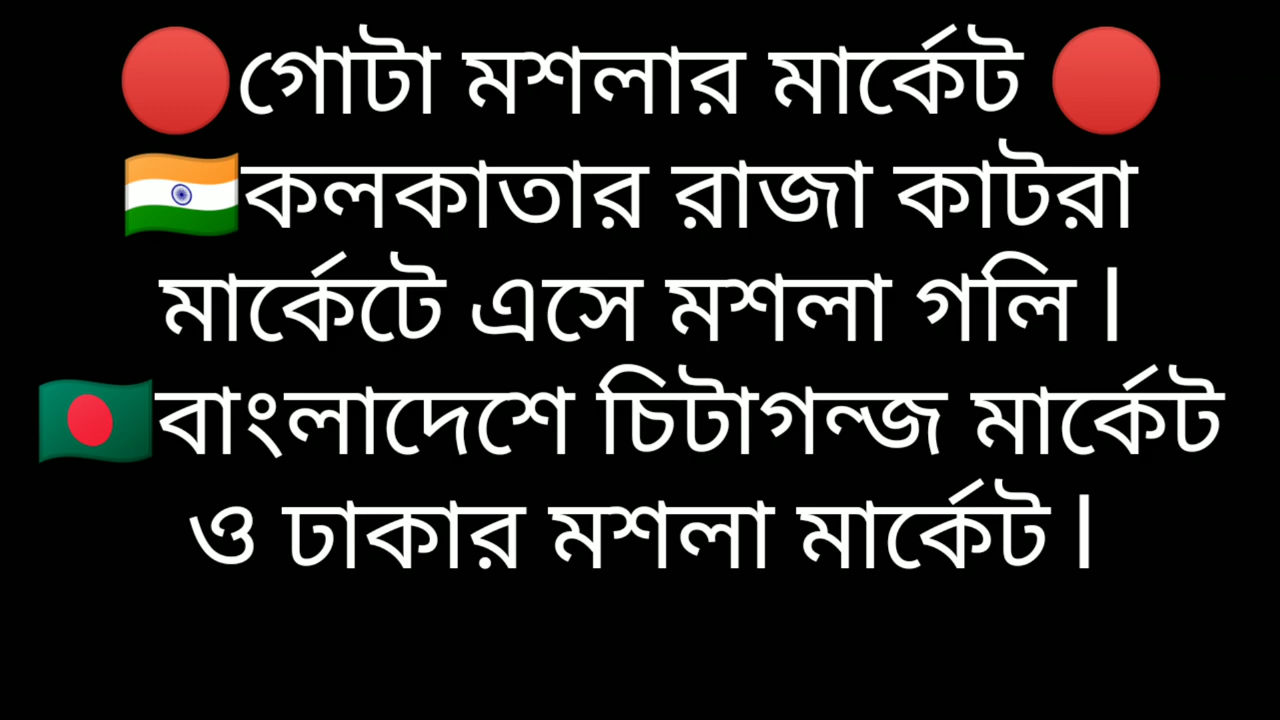 🔴গোটা মশলার মার্কেট 🔴
🇮🇳কলকাতার রাজা কাটরা
মার্কেটে এসে মশলা গলি l
🇧🇩বাংলাদেশে চিটাগন্জ মার্কেট
ও ঢাকার মশলা মার্কেট l